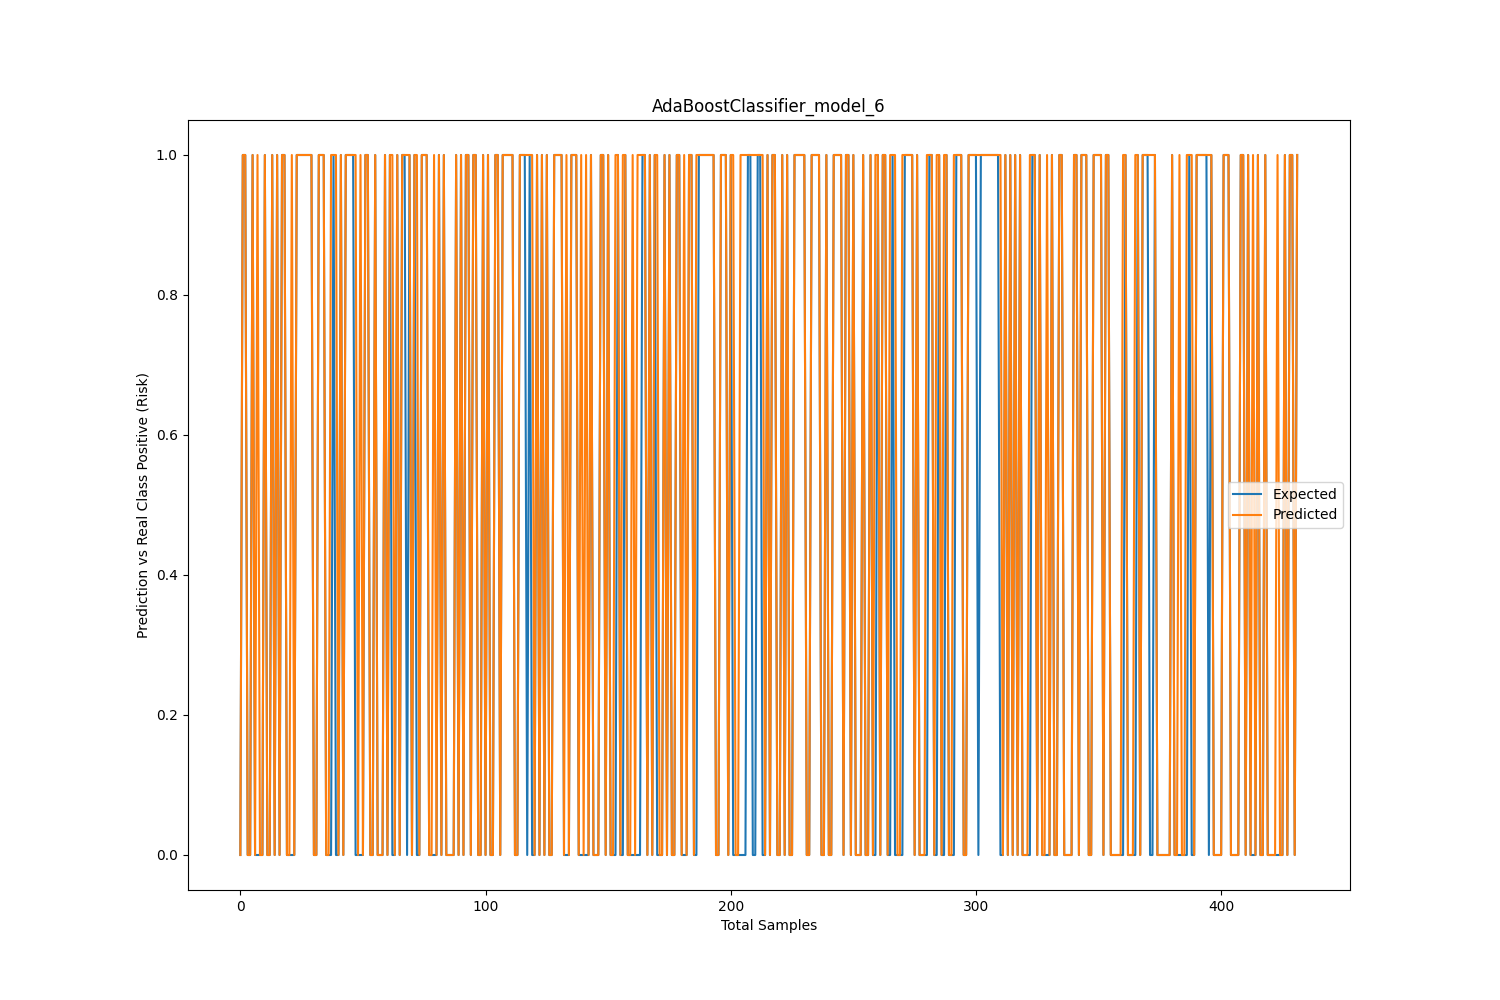 AdaBoostClassifier_model_6
1.0
0.8
0.6
0.4
0.2
0.0
Prediction vs Real Class Positive (Risk)
Expected
Predicted
0
100
200
300
400
Total Samples